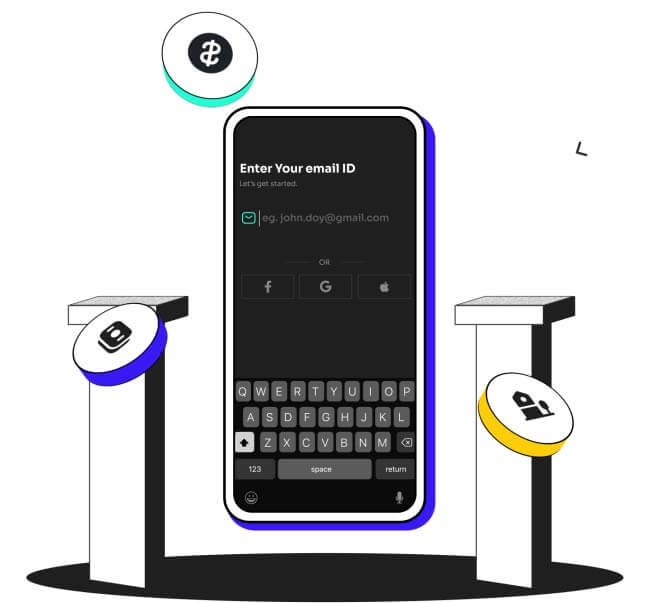 Enter Your email ID
Let's get started.
eg. john.doy@gmail.com
OR
Q W E R T Y U I O P
A S D F G H J K L
Z X C V B N M
123 space return